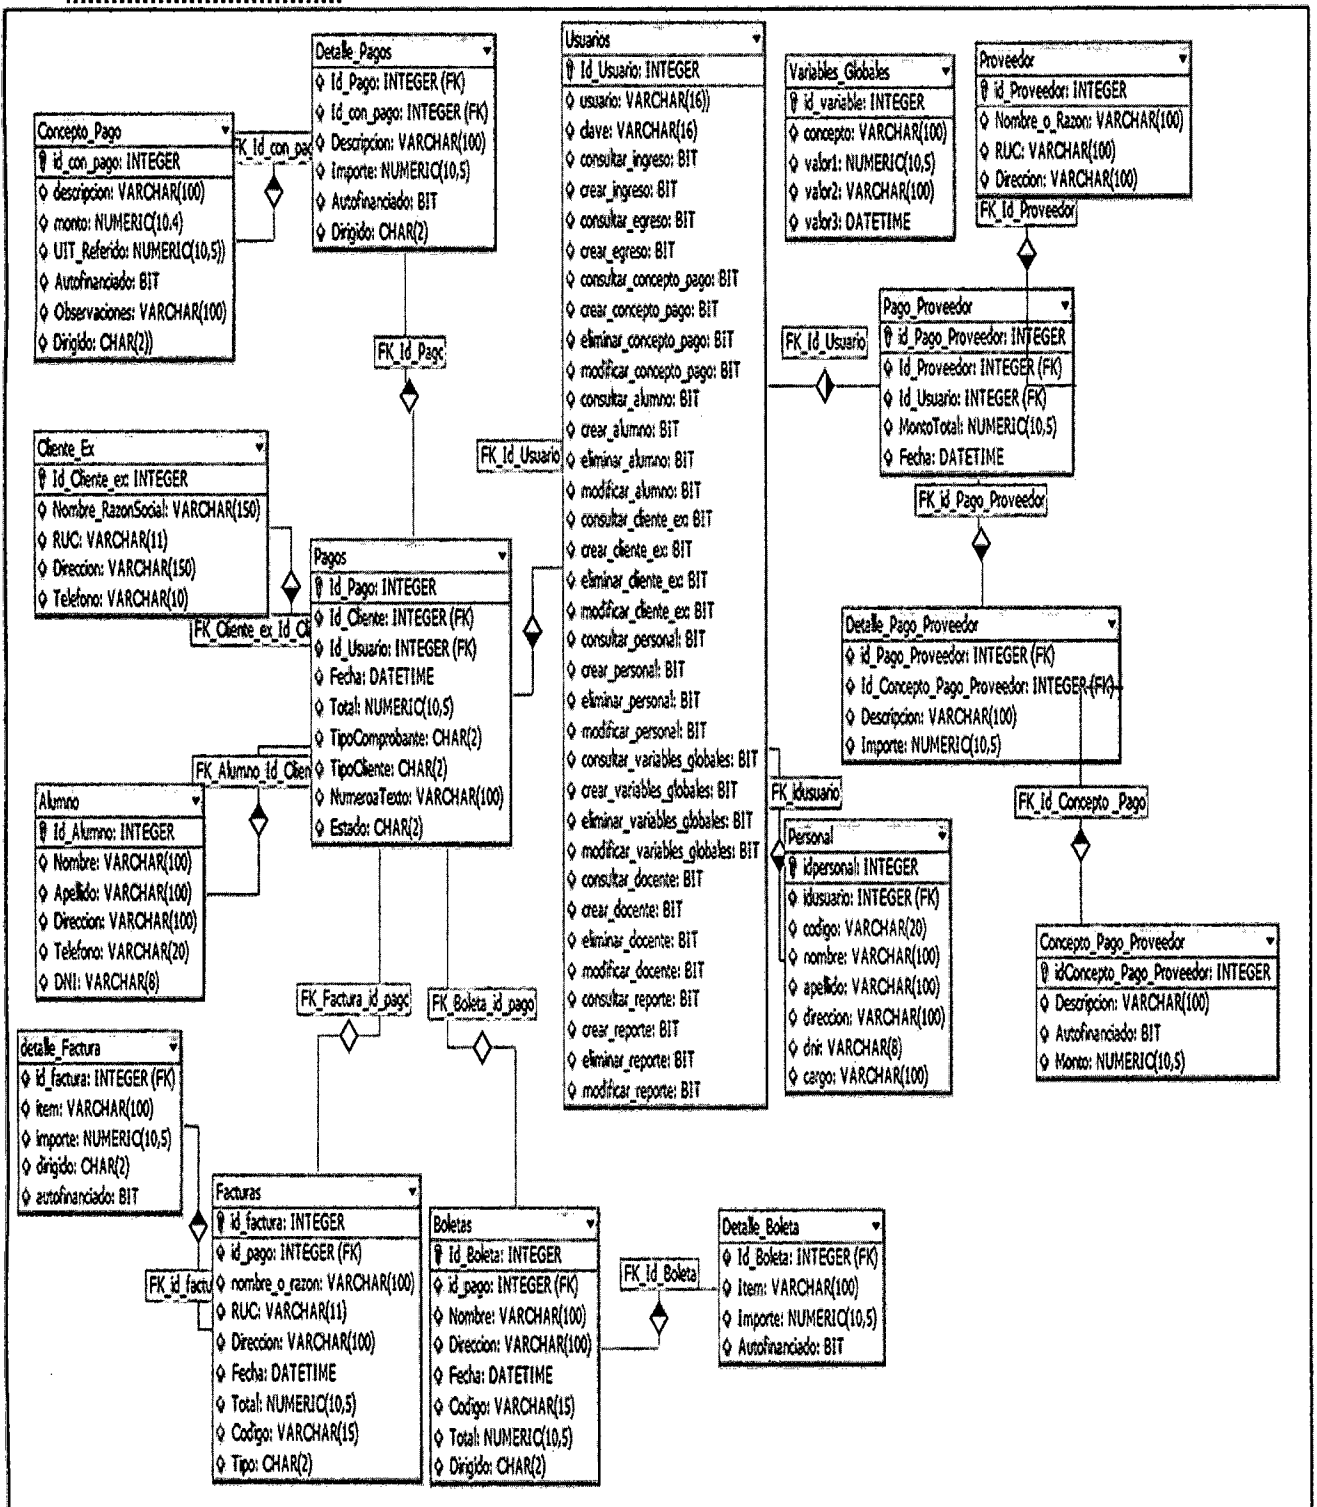 Detalle_Pagos
Id_Pago: INTEGER (FK)
Id_con_pago: INTEGER (FK)
Descripcion: VARCHAR(100)
Importe: NUMERIC(10,5)
Autofinanciado: BIT
Dirigido: CHAR(2)
Concepto_Pago
id_con_pago: INTEGER
descripcion: VARCHAR(100)
monto: NUMERIC(10.4)
UIT_Referido: NUMERIC(10,5))
Autofinanciado: BIT
Observaciones: VARCHAR(100)
Dirigido: CHAR(2))
FK_Id_con_pag
FK_Id_Pago
Usuarios
Id_Usuario: INTEGER
usuario: VARCHAR(16))
clave: VARCHAR(16)
consultar_ingreso: BIT
crear_ingreso: BIT
consultar_egreso: BIT
crear_egreso: BIT
consultar_concepto_pago: BIT
crear_concepto_pago: BIT
eliminar_concepto_pago: BIT
modificar_concepto_pago: BIT
consultar_alumno: BIT
crear_alumno: BIT
eliminar_alumno: BIT
modificar_alumno: BIT
consultar_cliente_ex: BIT
crear_cliente_ex: BIT
eliminar_cliente_ex: BIT
modificar_cliente_ex: BIT
consultar_personal: BIT
crear_personal: BIT
eliminar_personal: BIT
modificar_personal: BIT
consultar_variables_globales: BIT
crear_variables_globales: BIT
eliminar_variables_globales: BIT
modificar_variables_globales: BIT
consultar_docente: BIT
crear_docente: BIT
eliminar_docente: BIT
modificar_docente: BIT
consultar_reporte: BIT
crear_reporte: BIT
eliminar_reporte: BIT
modificar_reporte: BIT
Variables_Globales
id_variable: INTEGER
concepto: VARCHAR(100)
valor1: NUMERIC(10,5)
valor2: VARCHAR(100)
valor3: DATETIME
Proveedor
id_Proveedor: INTEGER
Nombre_o_Razon: VARCHAR(100)
RUC: VARCHAR(100)
Direccion: VARCHAR(100)
FK_Id_Proveedor
Pago_Proveedor
id_Pago_Proveedor: INTEGER
Id_Proveedor: INTEGER (FK)
Id_Usuario: INTEGER (FK)
MontoTotal: NUMERIC(10,5)
Fecha: DATETIME
FK_Id_Usuario
FK_id_Pago_Proveedor
Cliente_Ex
Id_Cliente_ex: INTEGER
Nombre_RazonSocial: VARCHAR(150)
RUC: VARCHAR(11)
Direccion: VARCHAR(150)
Telefono: VARCHAR(10)
FK_Cliente_ex_Id_Cli
FK_Id_Usuario
Pagos
Id_Pago: INTEGER
Id_Cliente: INTEGER (FK)
Id_Usuario: INTEGER (FK)
Fecha: DATETIME
Total: NUMERIC(10,5)
TipoComprobante: CHAR(2)
TipoCliente: CHAR(2)
NumeroaTexto: VARCHAR(100)
Estado: CHAR(2)
Detalle_Pago_Proveedor
id_Pago_Proveedor: INTEGER (FK)
Id_Concepto_Pago_Proveedor: INTEGER (FK)
Descripcion: VARCHAR(100)
Importe: NUMERIC(10,5)
FK_Id_Concepto _Pago
FK_Alumno_Id_Clien
Alumno
Id_Alumno: INTEGER
Nombre: VARCHAR(100)
Apellido: VARCHAR(100)
Direccion: VARCHAR(100)
Telefono: VARCHAR(20)
DNI: VARCHAR(8)
FK_idusuario
Personal
idpersonal: INTEGER
idusuario: INTEGER (FK)
codigo: VARCHAR(20)
nombre: VARCHAR(100)
apellido: VARCHAR(100)
direccion: VARCHAR(100)
dni: VARCHAR(8)
cargo: VARCHAR(100)
Concepto_Pago_Proveedor
idConcepto_Pago_Proveedor: INTEGER
Descripcion: VARCHAR(100)
Autofinanciado: BIT
Monto: NUMERIC(10,5)
FK_Factura_id_pago
FK_Boleta_id_pago
detalle_Factura
id_factura: INTEGER (FK)
item: VARCHAR(100)
importe: NUMERIC(10,5)
dirigido: CHAR(2)
autofinanciado: BIT
FK_id_factu
Facturas
id_factura: INTEGER
id_pago: INTEGER (FK)
nombre_o_razon: VARCHAR(100)
RUC: VARCHAR(11)
Direccion: VARCHAR(100)
Fecha: DATETIME
Total: NUMERIC(10,5)
Codigo: VARCHAR(15)
Tipo: CHAR(2)
Boletas
Id_Boleta: INTEGER
id_pago: INTEGER (FK)
Nombre: VARCHAR(100)
Direccion: VARCHAR(100)
Fecha: DATETIME
Codigo: VARCHAR(15)
Total: NUMERIC(10,5)
Dirigido: CHAR(2)
FK_Id_Boleta
Detalle_Boleta
Id_Boleta: INTEGER (FK)
Item: VARCHAR(100)
Importe: NUMERIC(10,5)
Autofinanciado: BIT